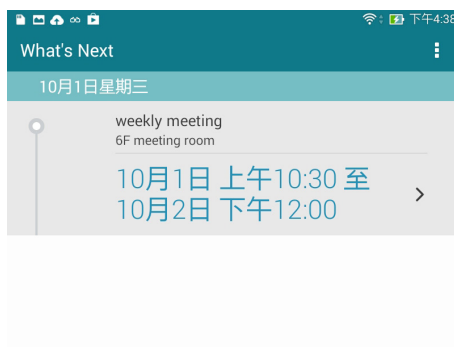 下午4:38
What's Next
10月1日星期三
weekly meeting
6F meeting room
10月1日 上午10:30 至
10月2日 下午12:00